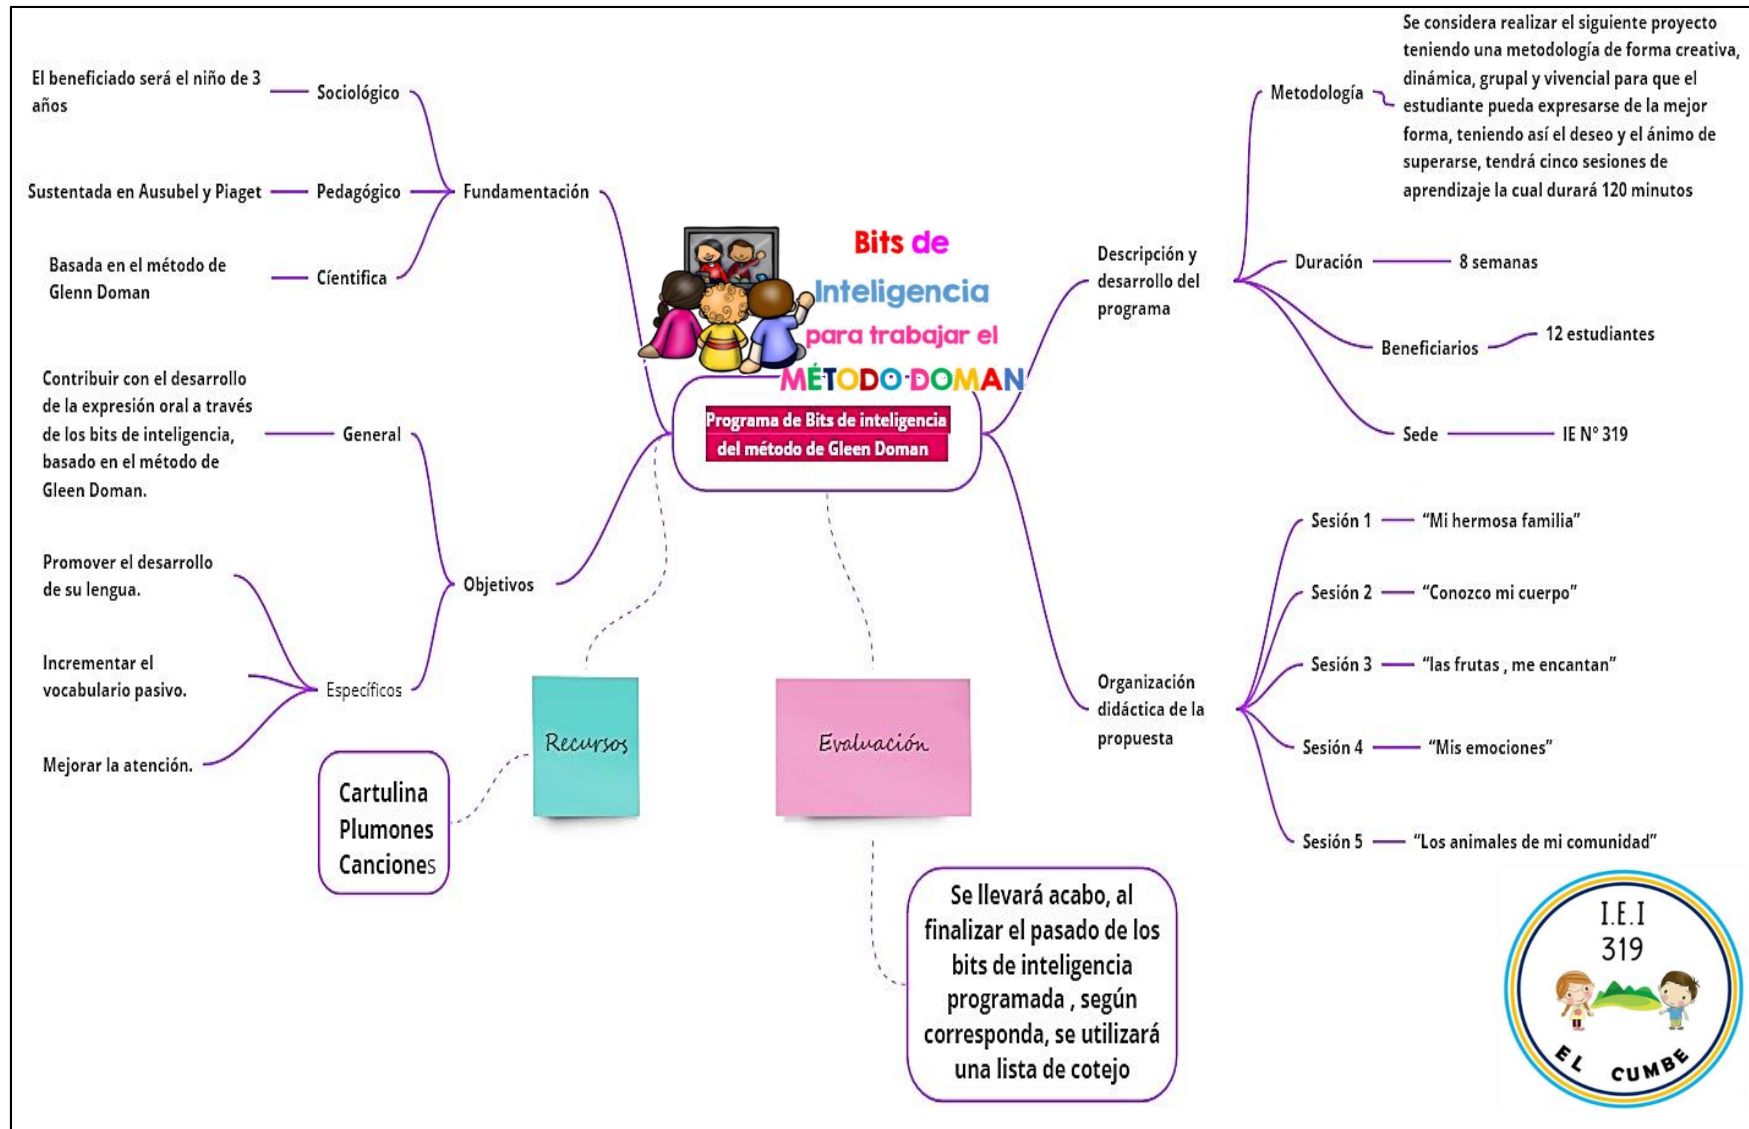 Bits de
Inteligencia
para trabajar el
MÉTODO DOMAN
Programa de Bits de inteligencia
del método de Gleen Doman
Fundamentación
Sociológico
El beneficiado será el niño de 3
años
Pedagógico
Sustentada en Ausubel y Piaget
Científica
Basada en el método de
Glenn Doman
Objetivos
General
Contribuir con el desarrollo
de la expresión oral a través
de los bits de inteligencia,
basado en el método de
Gleen Doman.
Específicos
Promover el desarrollo
de su lengua.
Incrementar el
vocabulario pasivo.
Mejorar la atención.
Recursos
Cartulina
Plumones
Canciones
Evaluación
Se llevará acabo, al
finalizar el pasado de los
bits de inteligencia
programada , según
corresponda, se utilizará
una lista de cotejo
Descripción y
desarrollo del
programa
Metodología
Se considera realizar el siguiente proyecto
teniendo una metodología de forma creativa,
dinámica, grupal y vivencial para que el
estudiante pueda expresarse de la mejor
forma, teniendo así el deseo y el ánimo de
superarse, tendrá cinco sesiones de
aprendizaje la cual durará 120 minutos
Duración
8 semanas
Beneficiarios
12 estudiantes
Sede
IE N° 319
Organización
didáctica de la
propuesta
Sesión 1
“Mi hermosa familia”
Sesión 2
“Conozco mi cuerpo”
Sesión 3
“las frutas , me encantan”
Sesión 4
“Mis emociones”
Sesión 5
“Los animales de mi comunidad”
I.E.I
319
EL CUMBE